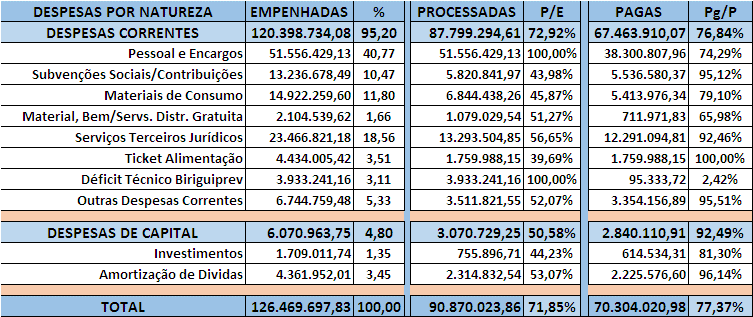 DESPESAS POR NATUREZA EMPENHADAS % PROCESSADAS P/E PAGAS Pg/P
DESPESAS CORRENTES 120.398.734,08 95,20 87.799.294,61 72,92% 67.463.910,07 76,84%
Pessoal e Encargos 51.556.429,13 40,77 51.556.429,13 100,00% 38.300.807,96 74,29%
Subvenções Sociais/Contribuições 13.236.678,49 10,47 5.820.841,97 43,98% 5.536.580,37 95,12%
Materiais de Consumo 14.922.259,60 11,80 6.844.438,26 45,87% 5.413.976,34 79,10%
Material, Bem/Servs. Distr. Gratuita 2.104.539,62 1,66 1.079.029,54 51,27% 711.971,83 65,98%
Serviços Terceiros Jurídicos 23.466.821,18 18,56 13.293.504,85 56,65% 12.291.094,81 92,46%
Ticket Alimentação 4.434.005,42 3,51 1.759.988,15 39,69% 1.759.988,15 100,00%
Déficit Técnico Biriguiprev 3.933.241,16 3,11 3.933.241,16 100,00% 95.333,72 2,42%
Outras Despesas Correntes 6.744.759,48 5,33 3.511.821,55 52,07% 3.354.156,89 95,51%
DESPESAS DE CAPITAL 6.070.963,75 4,80 3.070.729,25 50,58% 2.840.110,91 92,49%
Investimentos 1.709.011,74 1,35 755.896,71 44,23% 614.534,31 81,30%
Amortização de Dividas 4.361.952,01 3,45 2.314.832,54 53,07% 2.225.576,60 96,14%
TOTAL 126.469.697,83 100,00 90.870.023,86 71,85% 70.304.020,98 77,37%